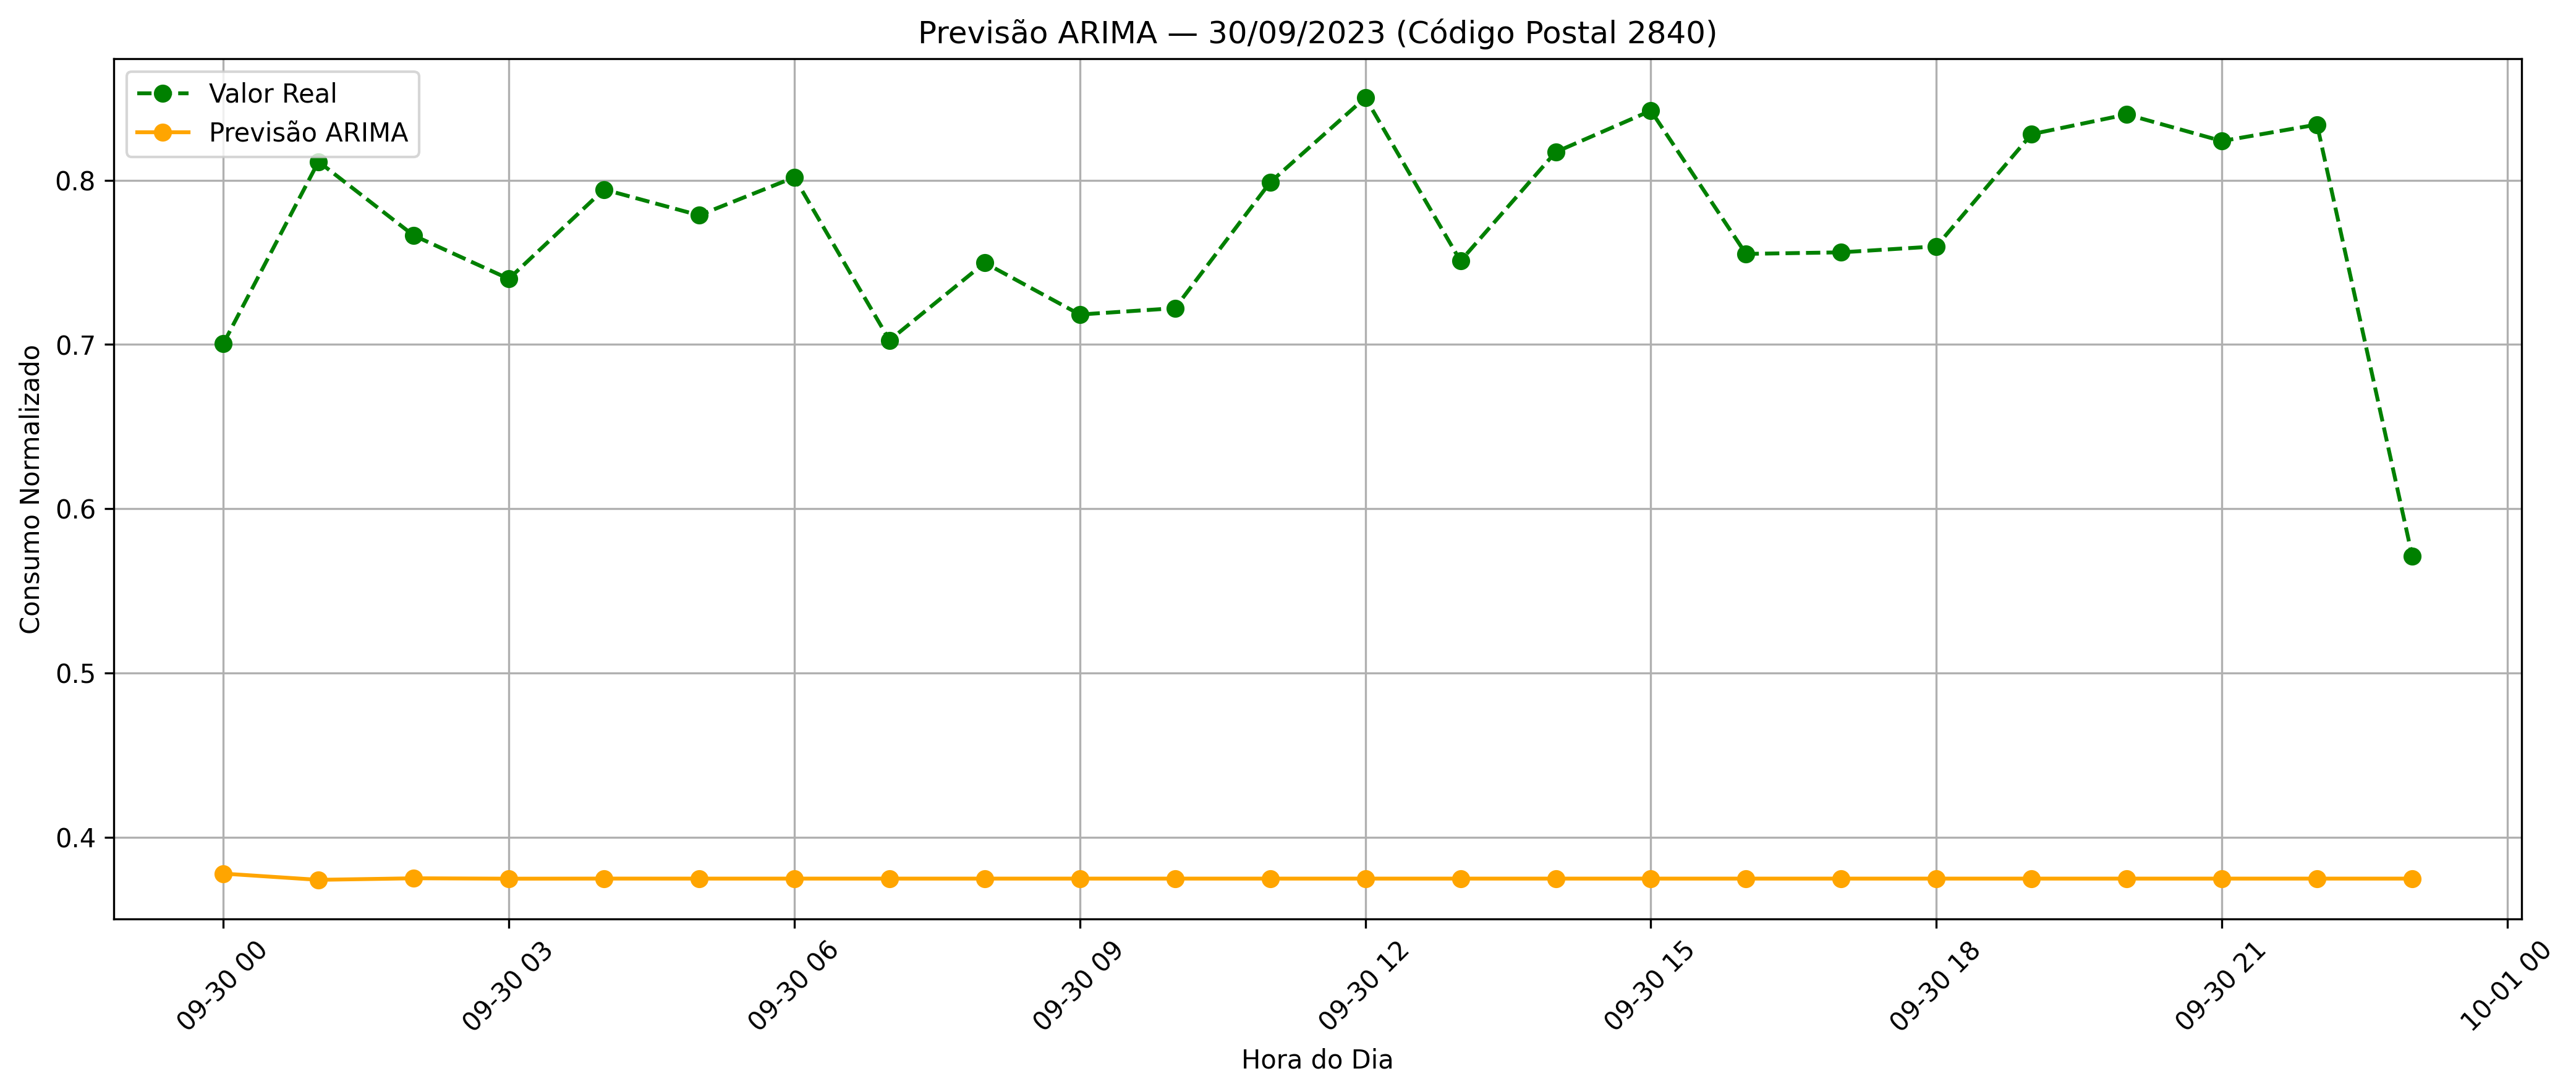 Previsão ARIMA — 30/09/2023 (Código Postal 2840)
Valor Real
Previsão ARIMA
Consumo Normalizado
0.8
0.7
0.6
0.5
0.4
09-30 00
09-30 03
09-30 06
09-30 09
09-30 12
09-30 15
09-30 18
09-30 21
10-01 00
Hora do Dia